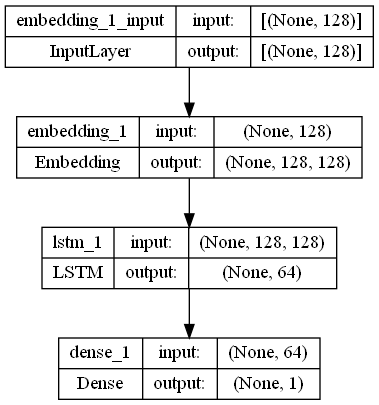 embedding_1_input input: [(None, 128)]
InputLayer output: [(None, 128)]
embedding_1 input: (None, 128)
Embedding output: (None, 128, 128)
lstm_1 input: (None, 128, 128)
LSTM output: (None, 64)
dense_1 input: (None, 64)
Dense output: (None, 1)